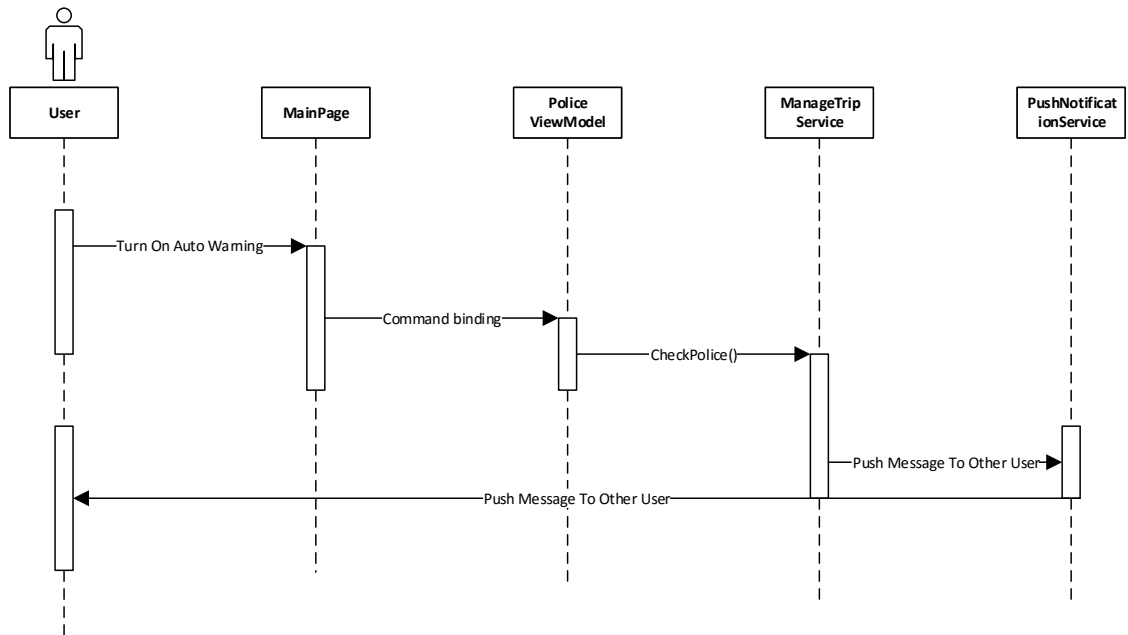 User
MainPage
Police
ViewModel
ManageTrip
Service
PushNotificat
ionService
Turn On Auto Warning
Command binding
CheckPolice()
Push Message To Other User
Push Message To Other User